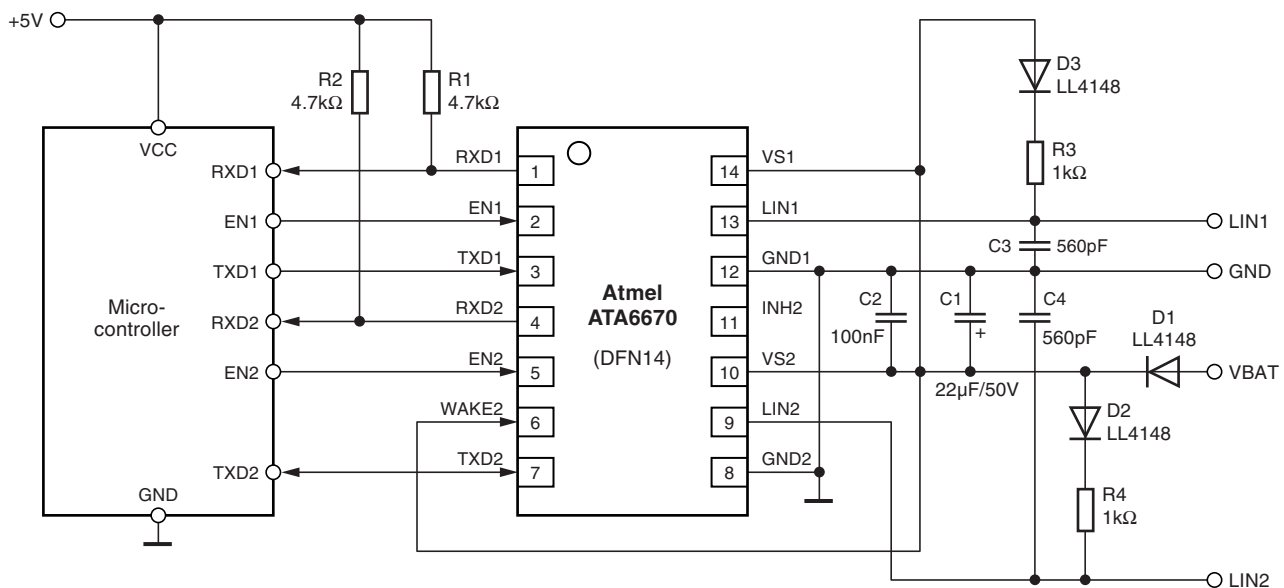 +5V
R2
4.7kΩ
R1
4.7kΩ
D3
LL4148
R3
1kΩ
VCC
RXD1
EN1
TXD1
RXD2
EN2
TXD2
GND
Micro-
controller
RXD1
EN1
TXD1
RXD2
EN2
WAKE2
TXD2
1
2
3
4
5
6
7
Atmel
ATA6670
(DFN14)
14
13
12
11
10
9
8
VS1
LIN1
GND1
INH2
VS2
LIN2
GND2
C3
560pF
C2
100nF
C1
+
22µF/50V
C4
560pF
D1
LL4148
D2
LL4148
R4
1kΩ
LIN1
GND
VBAT
LIN2